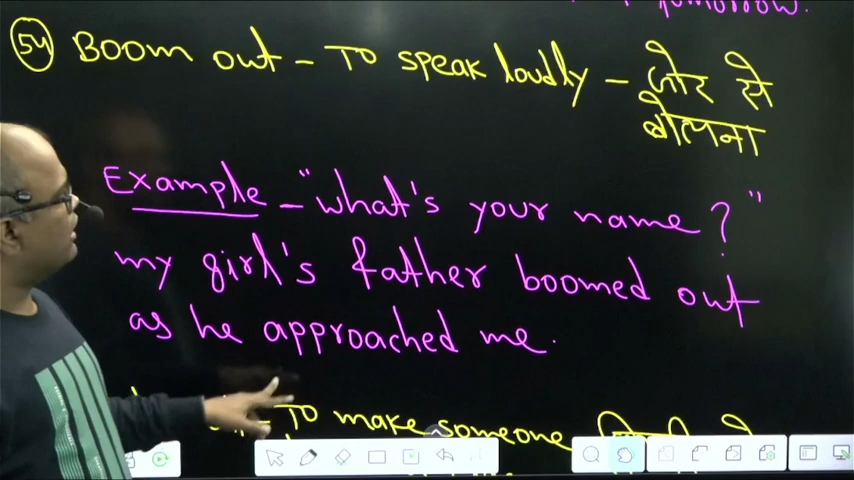 tomorrow.
54 Boom out - To speak loudly - जोर से
बोलना
Example - "what's your name?"
my girl's father boomed out
as he approached me.
To make someone